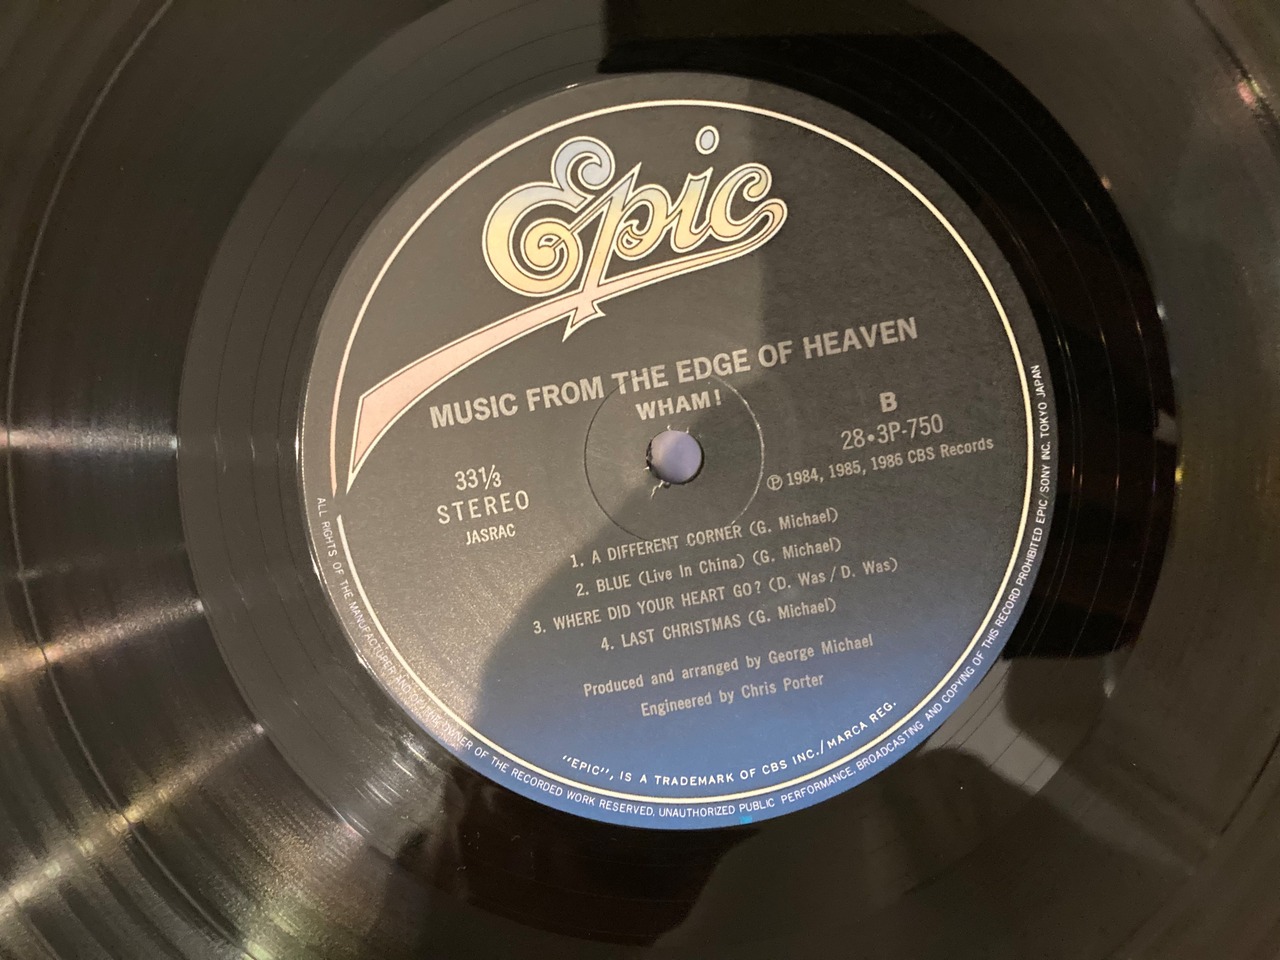 Epic
MUSIC FROM THE EDGE OF HEAVEN
WHAM!
33⅓
STEREO
JASRAC
B
28•3P-750
Ⓟ 1984, 1985, 1986 CBS Records
1. A DIFFERENT CORNER (G. Michael)
2. BLUE (Live In China) (G. Michael)
3. WHERE DID YOUR HEART GO? (D. Was / D. Was)
4. LAST CHRISTMAS (G. Michael)
Produced and arranged by George Michael
Engineered by Chris Porter
"EPIC", IS A TRADEMARK OF CBS INC./MARCA REG.
ALL RIGHTS OF THE MANUFACTURER AND OF THE OWNER OF THE RECORDED WORK RESERVED. UNAUTHORIZED PUBLIC PERFORMANCE, BROADCASTING AND COPYING OF THIS RECORD PROHIBITED EPIC/SONY INC. TOKYO JAPAN